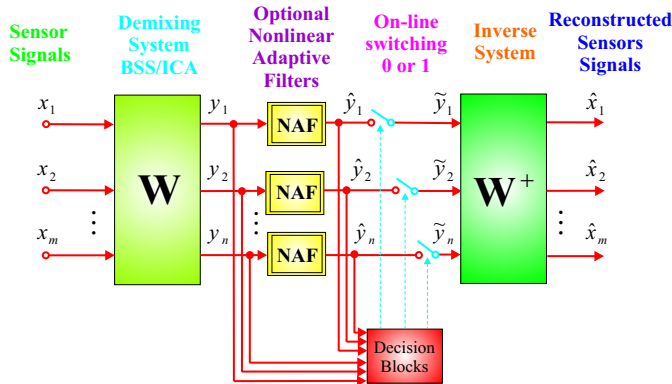 Sensor
Signals
Demixing
System
BSS/ICA
Optional
Nonlinear
Adaptive
Filters
On-line
switching
0 or 1
Inverse
System
Reconstructed
Sensors
Signals
x₁ y₁ NAF ŷ₁ ỹ₁ x̂₁
x₂ y₂ NAF ŷ₂ ỹ₂ x̂₂
W W⁺
⋮ ⋮ ⋮
xₘ yₙ NAF ŷₙ ỹₙ x̂ₘ
Decision
Blocks